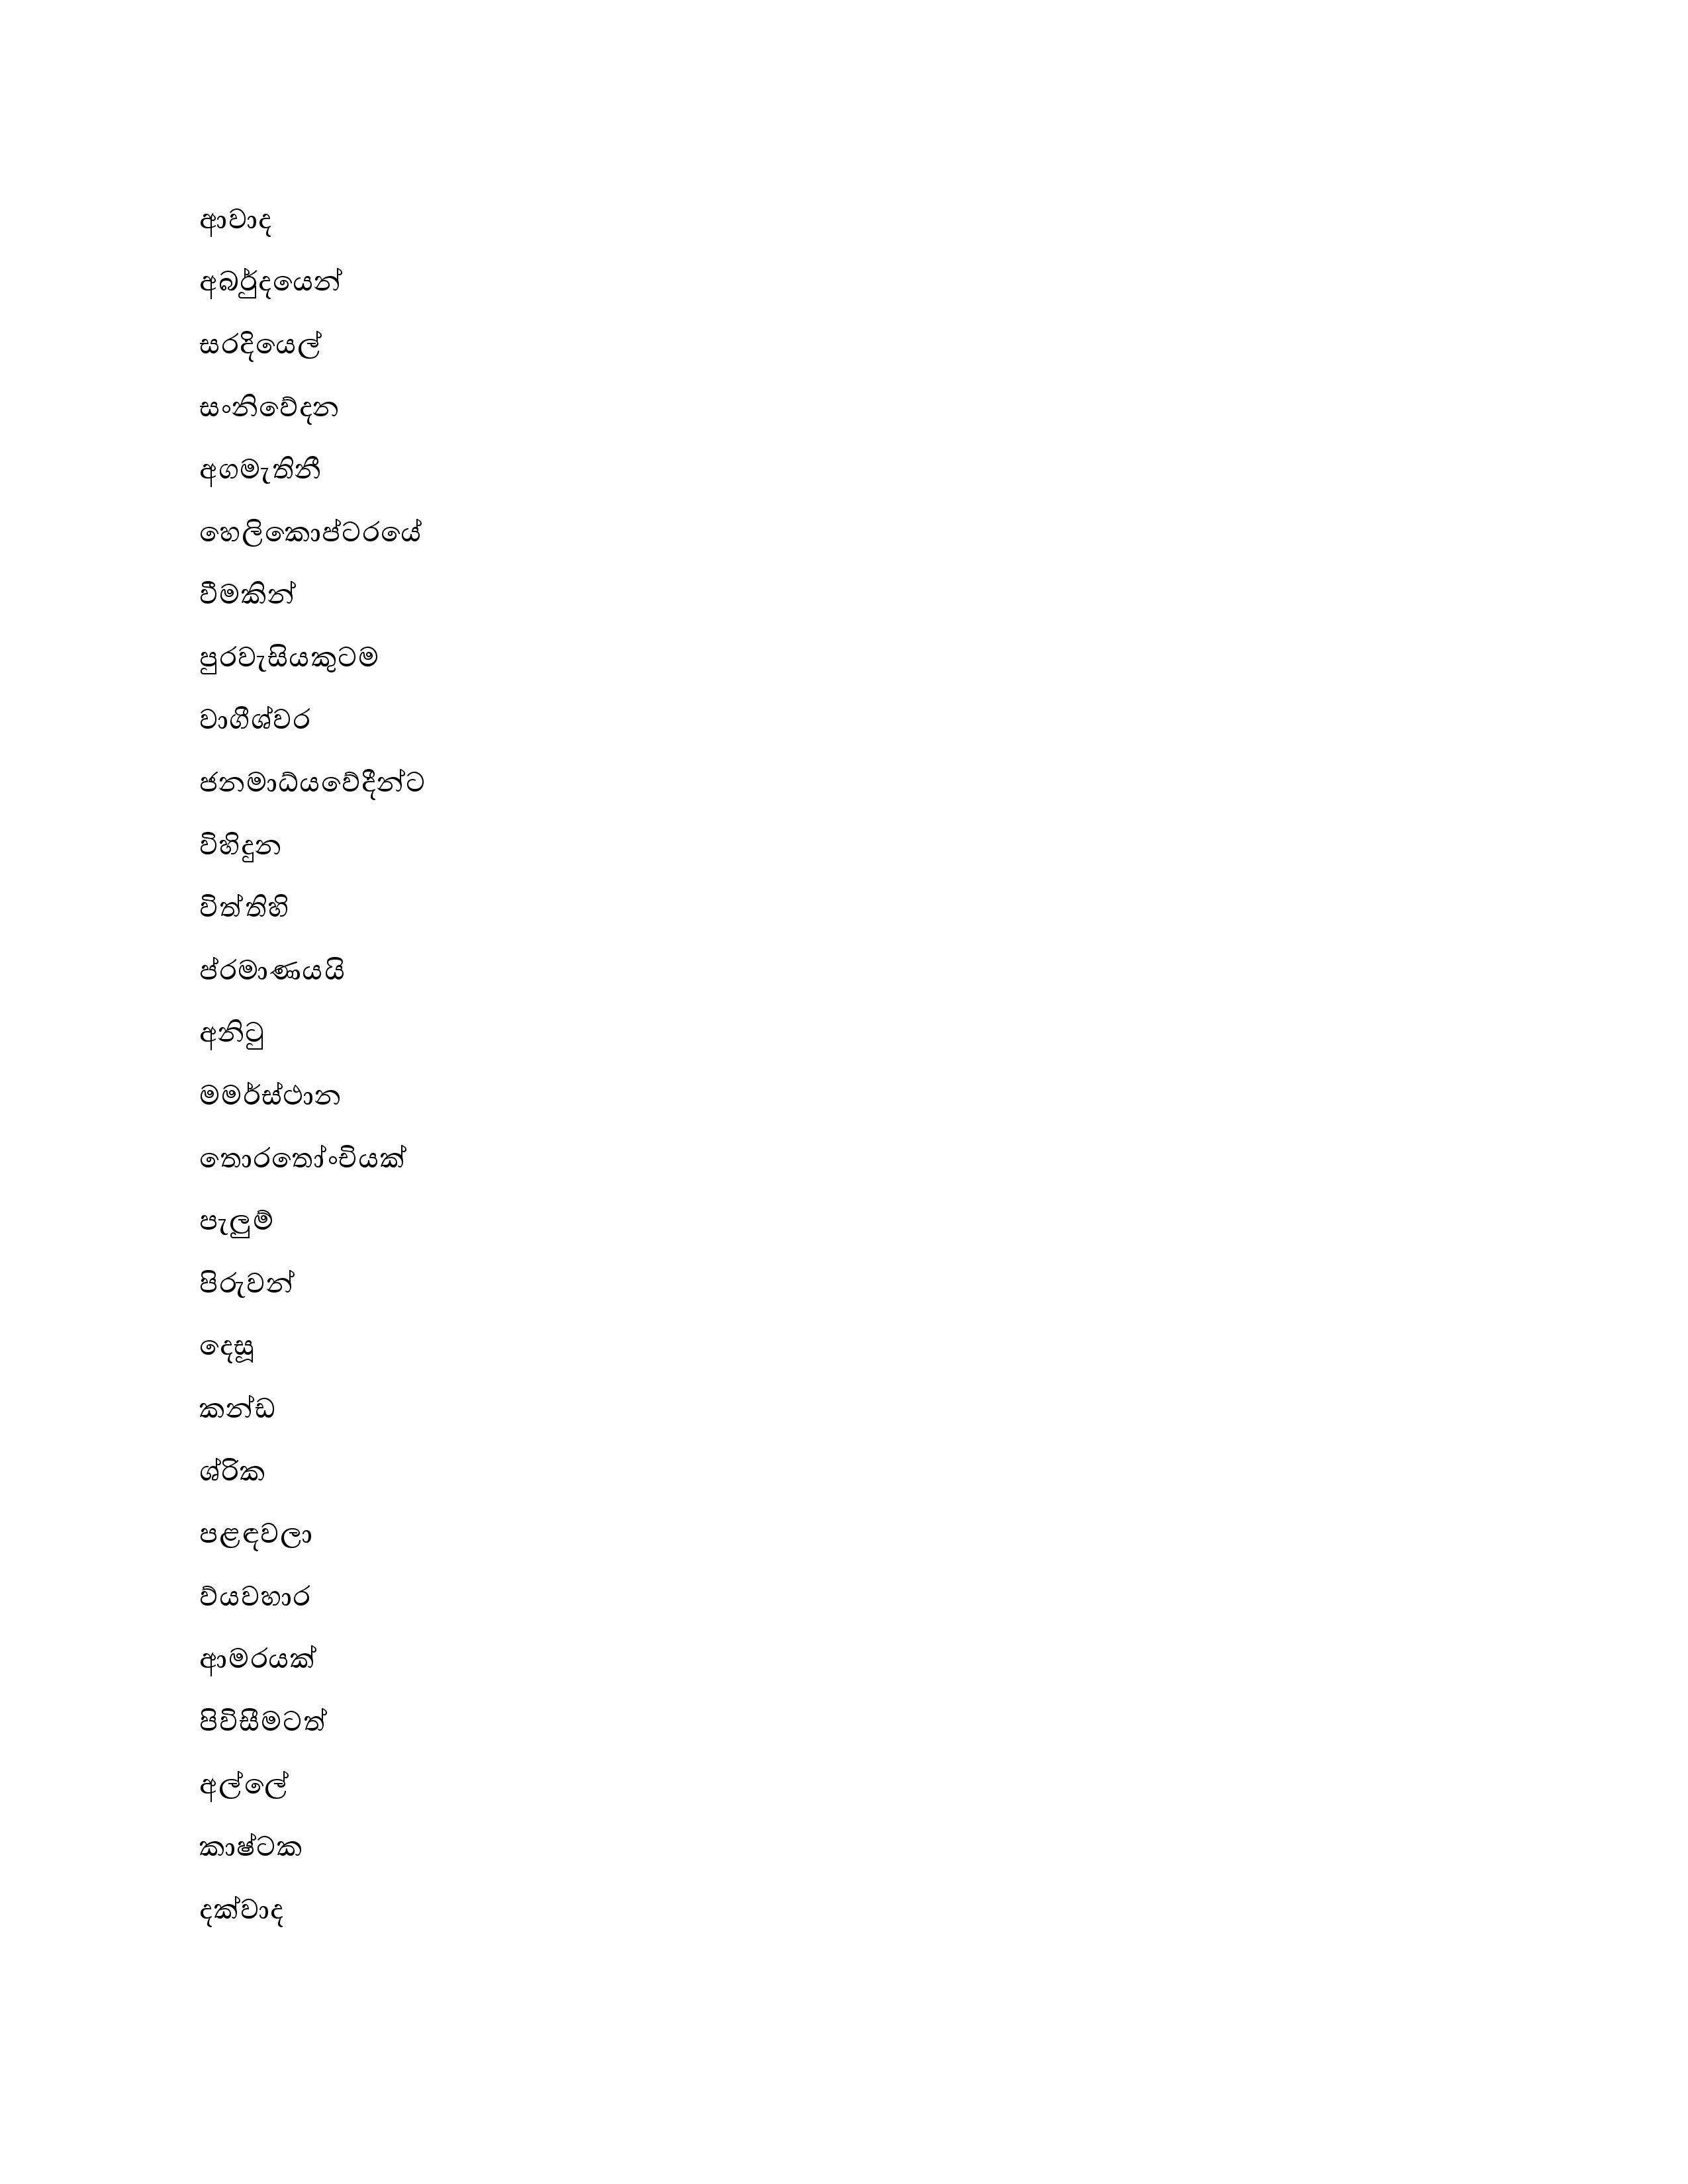 ආවාද
අර්බුදයෙන්
සරදියෙල්
සංනිවේදන
අගමැතිනී
හෙලිකොප්ටරයේ
වීමකින්
පුරවැසියකුටම
වාගීශ්වර
ජනමාධ්යවේදීන්ට
විහිදුන
විත්තිහි
ප්රමාණයයි
අනිටු
මමර්ස්ථාන
තොරතෝංචියක්
පැලුම්
පිරුවන්
දෙසූ
කන්ඩ
ශ්රික
පළඳවලා
ව්යවහාර
ආමරයක්
පිවිසීමටත්
අල්ලේ
කාෂ්ටක
දක්වාද